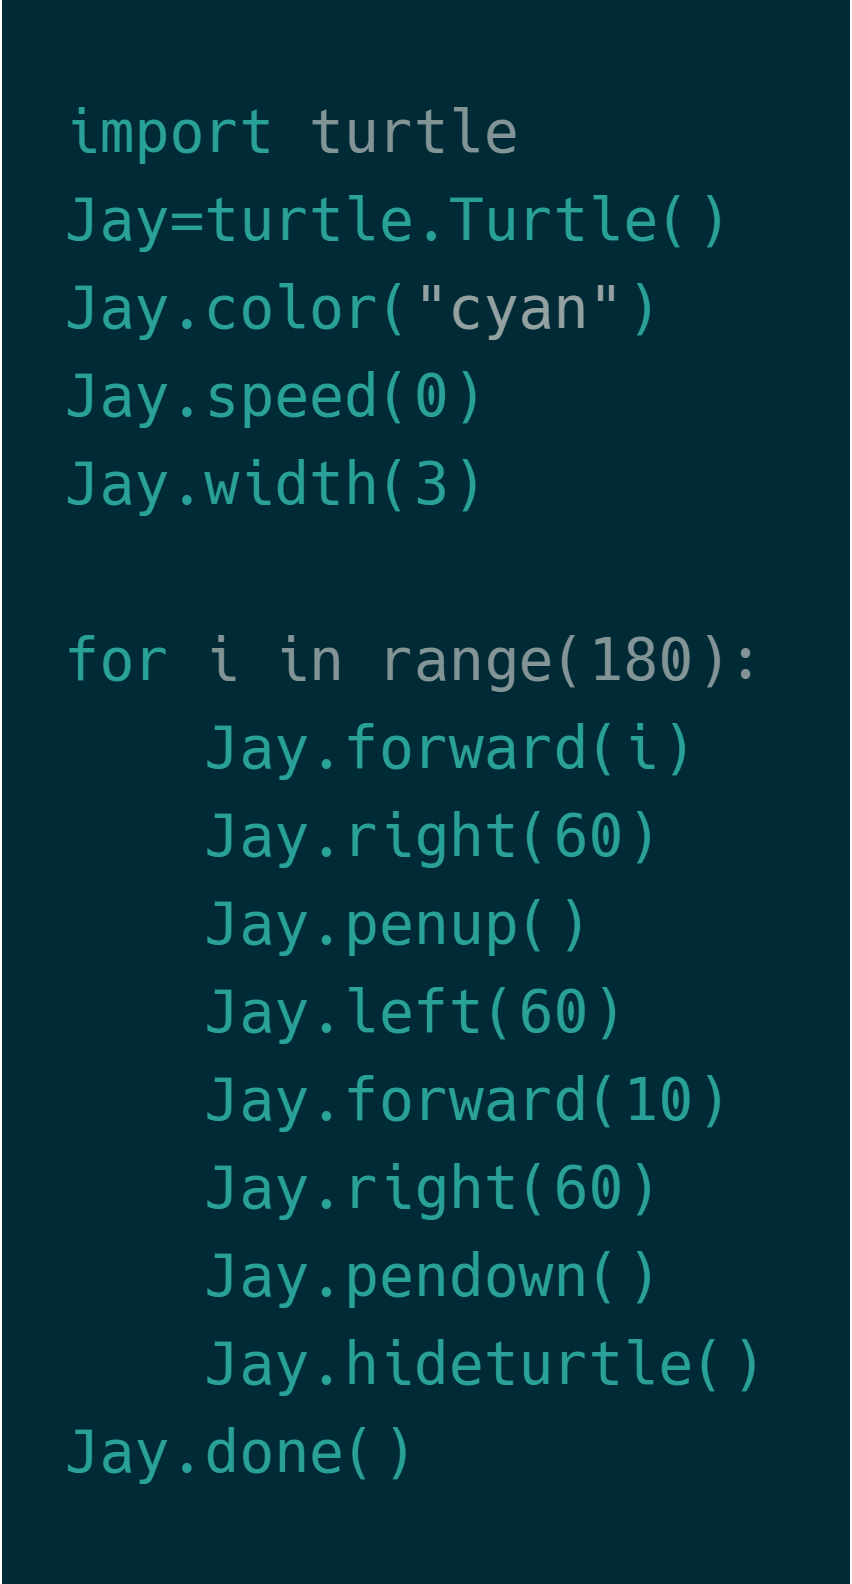 import turtle
Jay=turtle.Turtle()
Jay.color("cyan")
Jay.speed(0)
Jay.width(3)

for i in range(180):
    Jay.forward(i)
    Jay.right(60)
    Jay.penup()
    Jay.left(60)
    Jay.forward(10)
    Jay.right(60)
    Jay.pendown()
    Jay.hideturtle()
Jay.done()